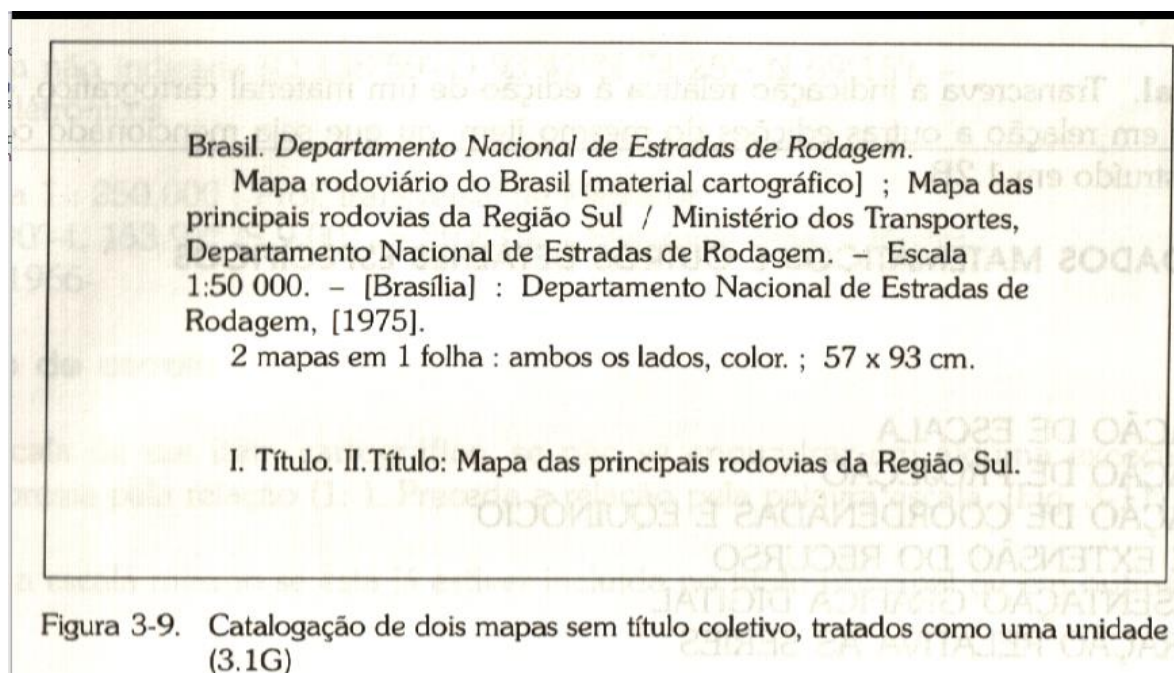 Brasil. Departamento Nacional de Estradas de Rodagem.
Mapa rodoviário do Brasil [material cartográfico] ; Mapa das
principais rodovias da Região Sul / Ministério dos Transportes,
Departamento Nacional de Estradas de Rodagem. – Escala
1:50 000. – [Brasília] : Departamento Nacional de Estradas de
Rodagem, [1975].
2 mapas em 1 folha : ambos os lados, color. ; 57 x 93 cm.
I. Título. II.Título: Mapa das principais rodovias da Região Sul.
Figura 3-9. Catalogação de dois mapas sem título coletivo, tratados como uma unidade
(3.1G)